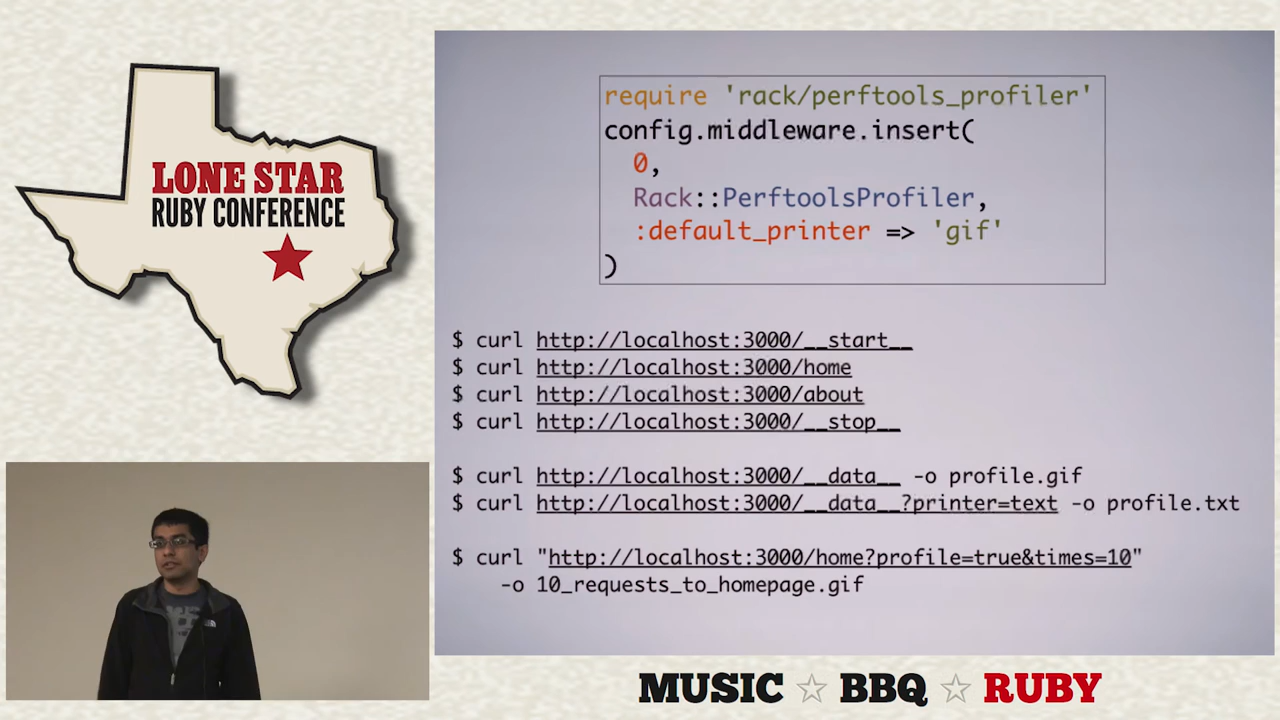 LONE STAR
RUBY CONFERENCE
require 'rack/perftools_profiler'
config.middleware.insert(
  0,
  Rack::PerftoolsProfiler,
  :default_printer => 'gif'
)
$ curl http://localhost:3000/__start__
$ curl http://localhost:3000/home
$ curl http://localhost:3000/about
$ curl http://localhost:3000/__stop__
$ curl http://localhost:3000/__data__ -o profile.gif
$ curl http://localhost:3000/__data__?printer=text -o profile.txt
$ curl "http://localhost:3000/home?profile=true&times=10"
    -o 10_requests_to_homepage.gif
MUSIC ☆ BBQ ☆ RUBY